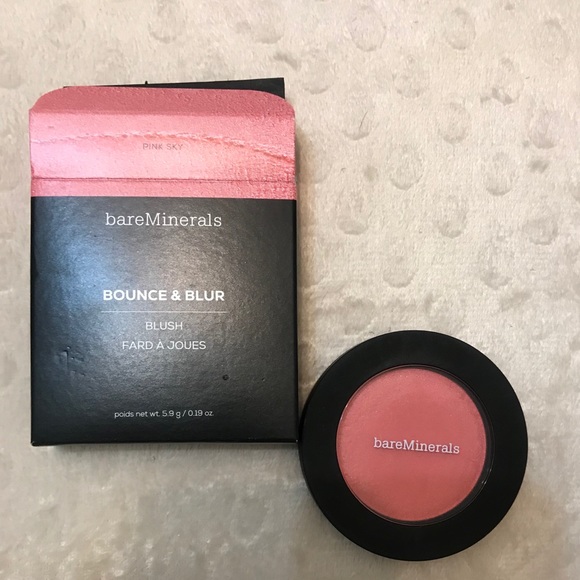 PINK SKY
bareMinerals
BOUNCE & BLUR
BLUSH
FARD À JOUES
poids net wt. 5.9 g / 0.19 oz.
bareMinerals